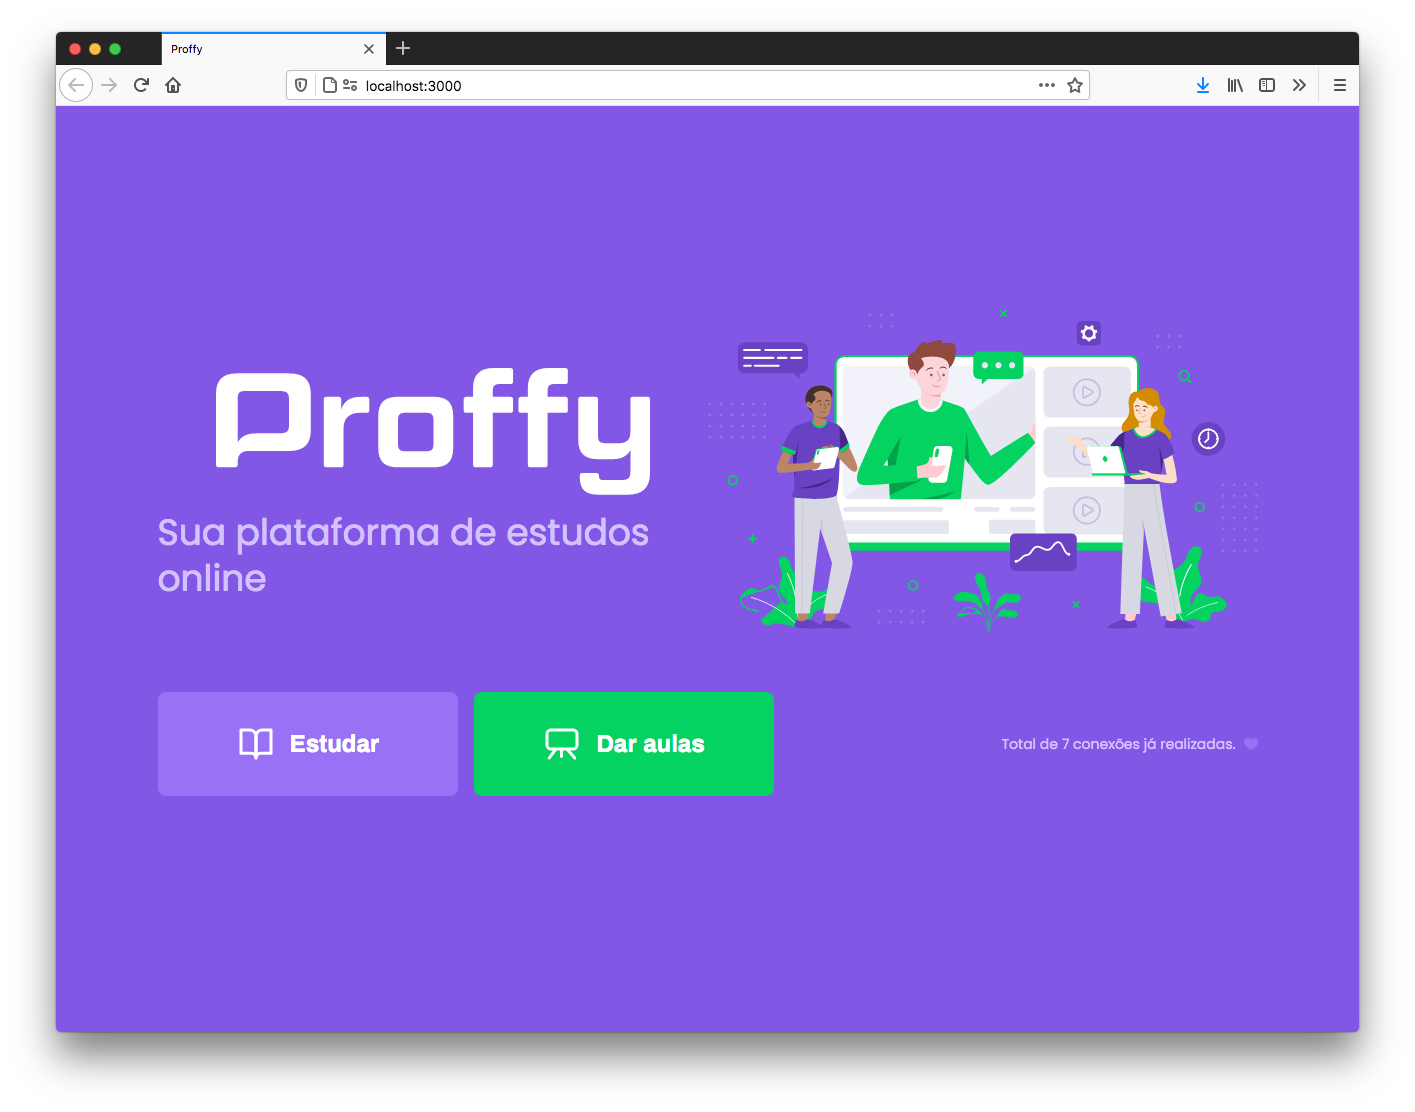 Proffy
localhost:3000
Proffy
Sua plataforma de estudos
online
Estudar
Dar aulas
Total de 7 conexões já realizadas.